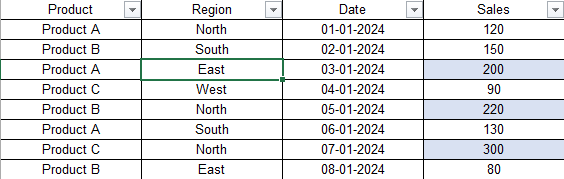 Product Region Date Sales
Product A North 01-01-2024 120
Product B South 02-01-2024 150
Product A East 03-01-2024 200
Product C West 04-01-2024 90
Product B North 05-01-2024 220
Product A South 06-01-2024 130
Product C North 07-01-2024 300
Product B East 08-01-2024 80